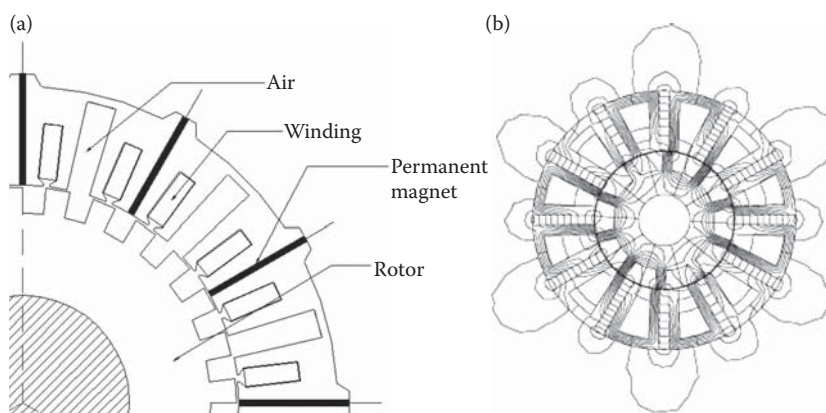 (a)
Air
Winding
Permanent
magnet
Rotor
(b)